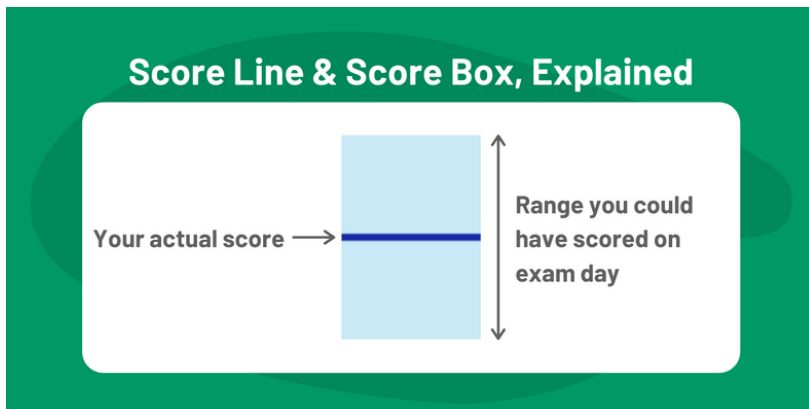 Score Line & Score Box, Explained
Your actual score
Range you could
have scored on
exam day